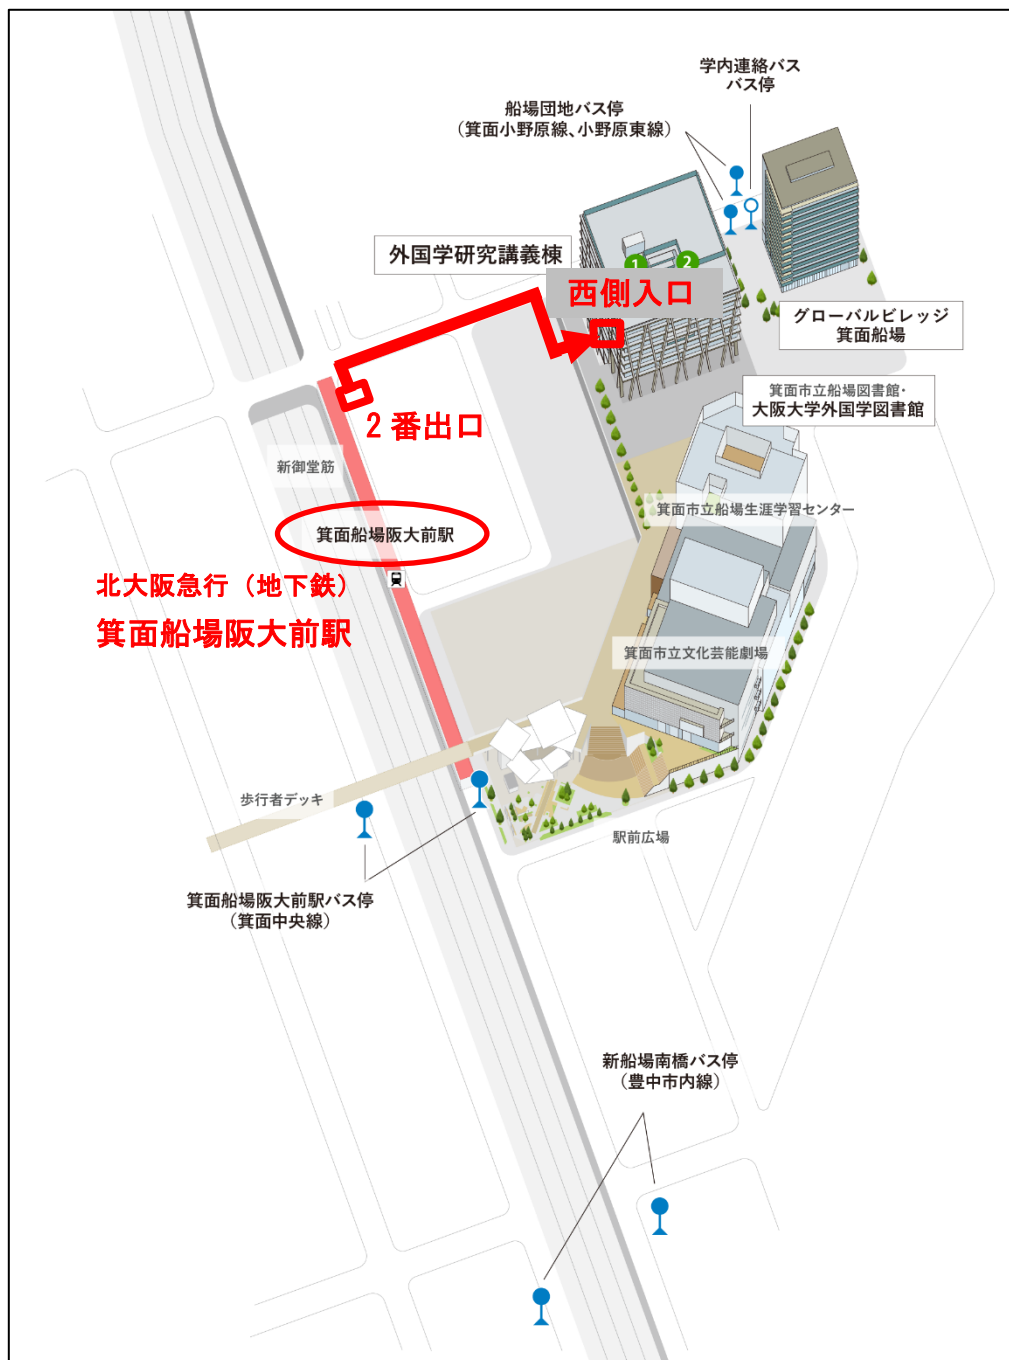 学内連絡バス
バス停
船場団地バス停
（箕面小野原線、小野原東線）
外国学研究講義棟
1
2
西側入口
グローバルビレッジ
箕面船場
箕面市立船場図書館・
大阪大学外国学図書館
2番出口
新御堂筋
箕面市立船場生涯学習センター
箕面船場阪大前駅
北大阪急行（地下鉄）
箕面船場阪大前駅
箕面市立文化芸能劇場
歩行者デッキ
駅前広場
箕面船場阪大前駅バス停
（箕面中央線）
新船場南橋バス停
（豊中市内線）